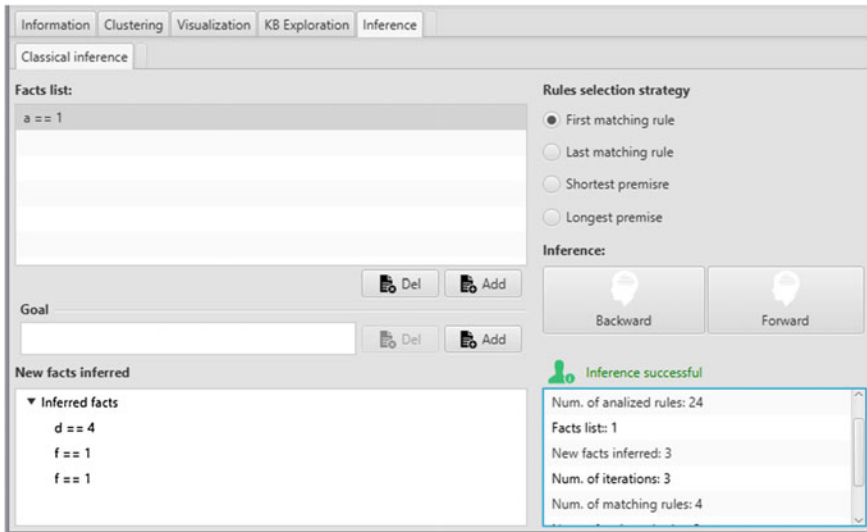 Information Clustering Visualization KB Exploration Inference
Classical inference
Facts list:
a == 1
Del Add
Goal
Del Add
New facts inferred
Inferred facts
d == 4
f == 1
f == 1
Rules selection strategy
First matching rule
Last matching rule
Shortest premisre
Longest premise
Inference:
Backward Forward
Inference successful
Num. of analized rules: 24
Facts list:: 1
New facts inferred: 3
Num. of iterations: 3
Num. of matching rules: 4